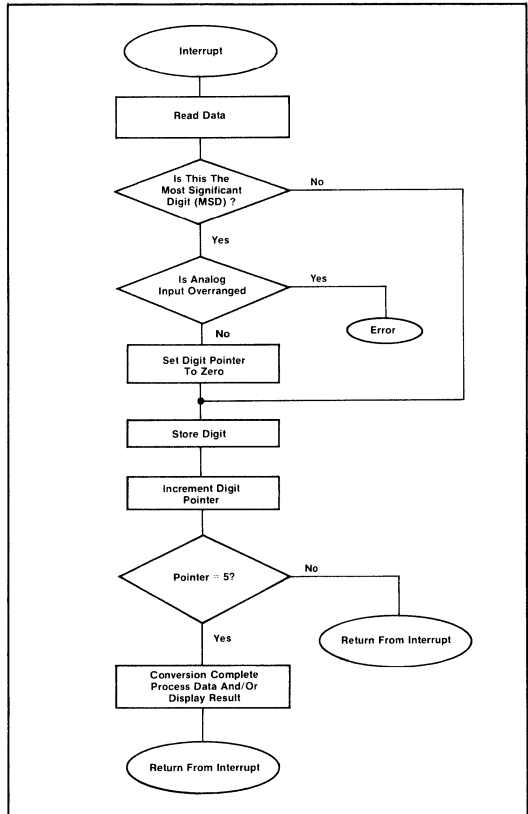 Interrupt
Read Data
Is This The
Most Significant
Digit (MSD) ?
No
Yes
Is Analog
Input Overranged
Yes
Error
No
Set Digit Pointer
To Zero
Store Digit
Increment Digit
Pointer
Pointer = 5?
No
Return From Interrupt
Yes
Conversion Complete
Process Data And/Or
Display Result
Return From Interrupt